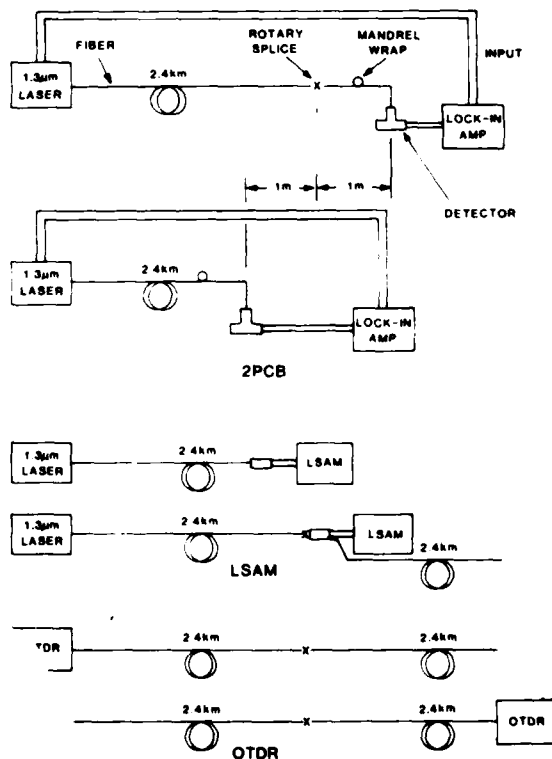 ROTARY
SPLICE
MANDREL
WRAP
FIBER
INPUT
1.3μm
LASER
2.4km
LOCK-IN
AMP
1m
1m
DETECTOR
1.3μm
LASER
2.4km
LOCK-IN
AMP
2PCB
1.3μm
LASER
2.4km
LSAM
1.3μm
LASER
2.4km
LSAM
2.4km
LSAM
2.4km
2.4km
2.4km
2.4km
OTDR
OTDR